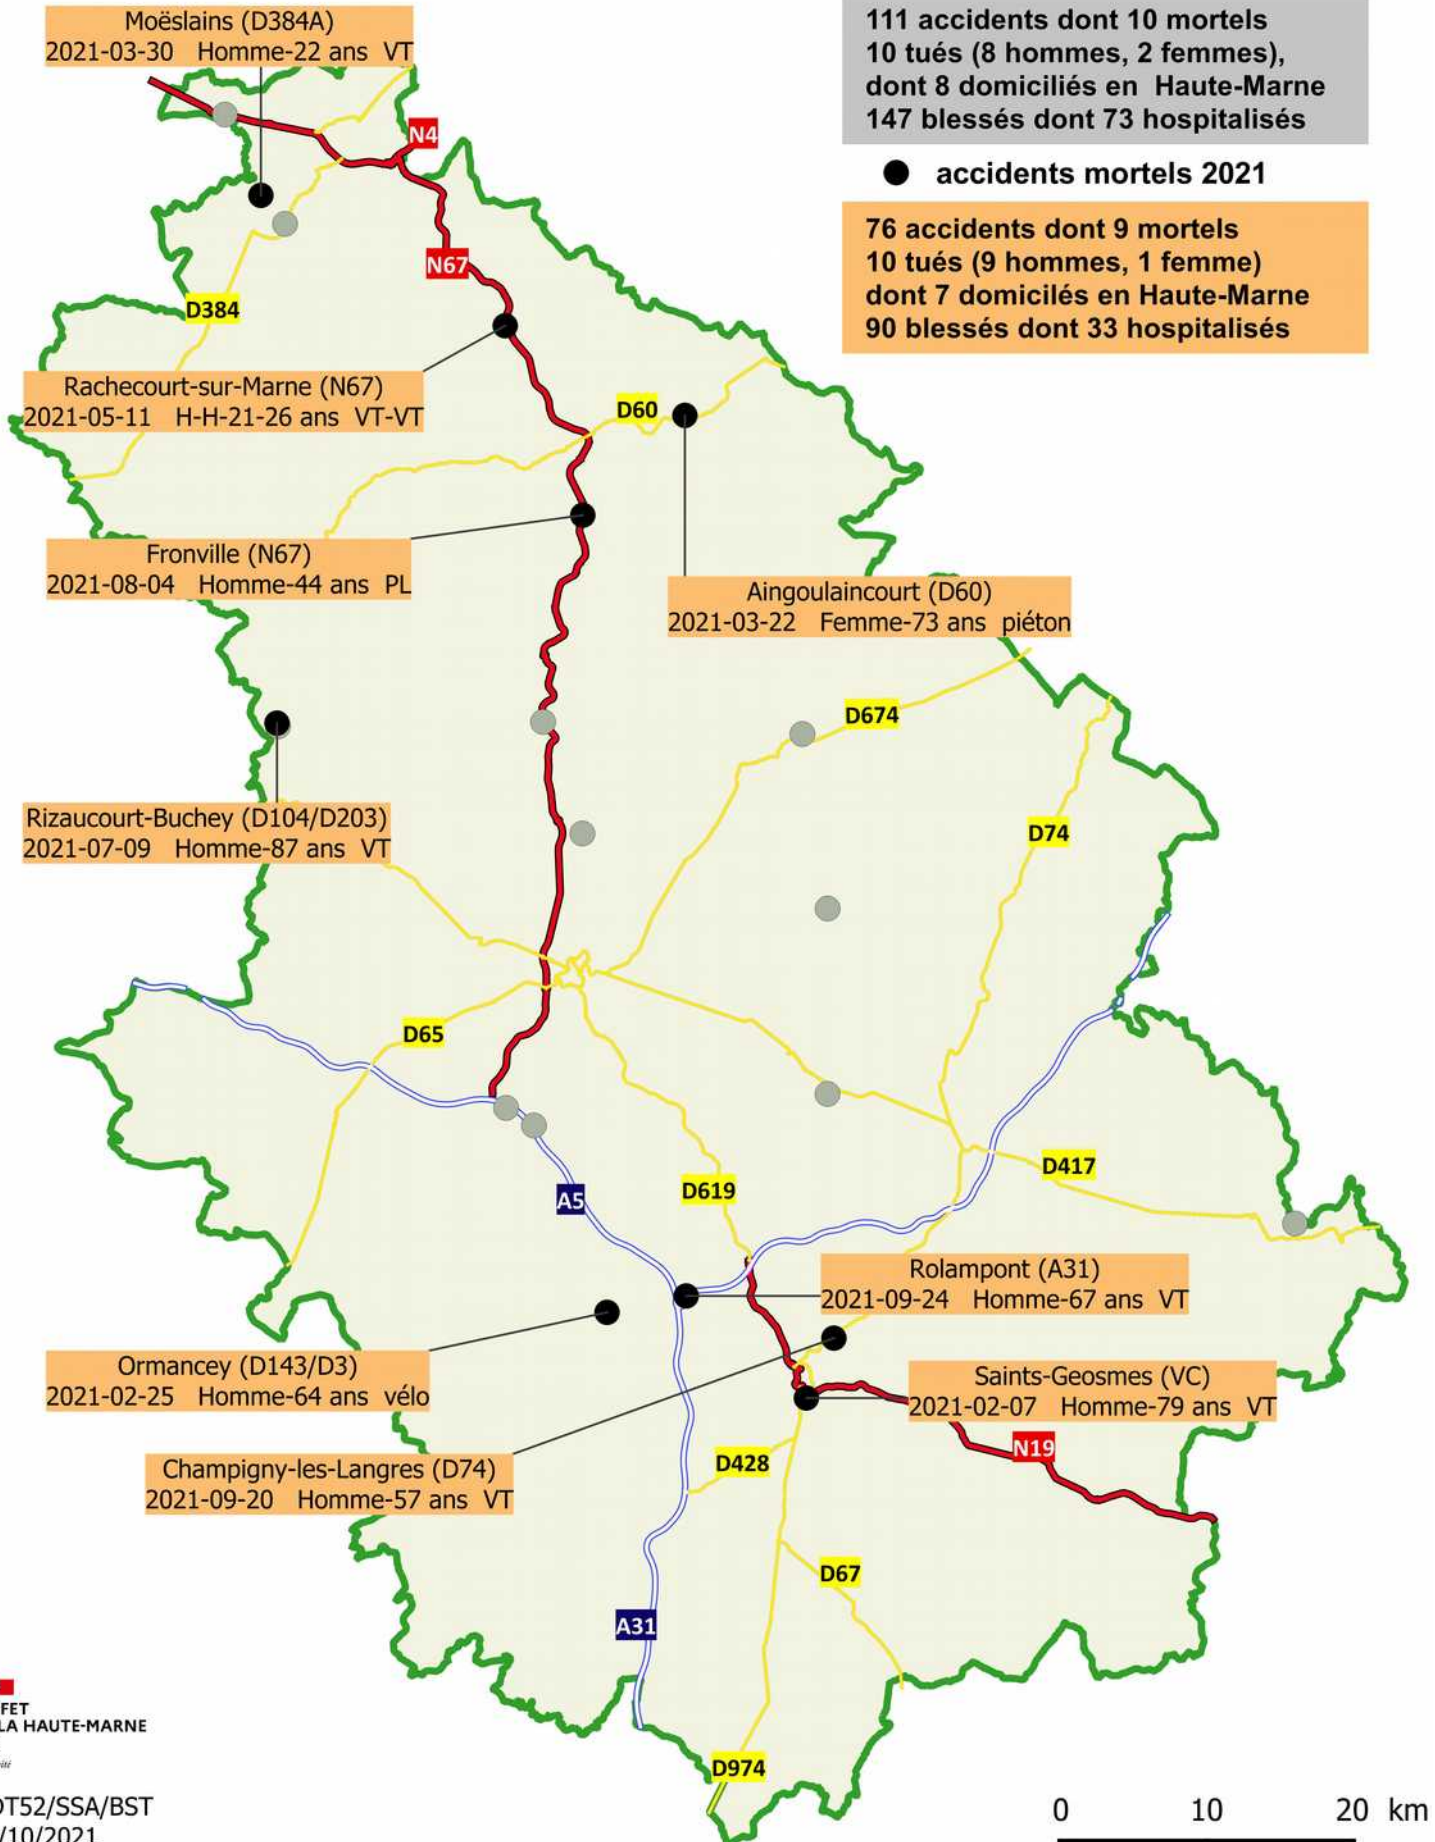 Moëslains (D384A)
2021-03-30 Homme-22 ans VT
111 accidents dont 10 mortels
10 tués (8 hommes, 2 femmes),
dont 8 domiciliés en Haute-Marne
147 blessés dont 73 hospitalisés
accidents mortels 2021
76 accidents dont 9 mortels
10 tués (9 hommes, 1 femme)
dont 7 domicilés en Haute-Marne
90 blessés dont 33 hospitalisés
N4
N67
D384
Rachecourt-sur-Marne (N67)
2021-05-11 H-H-21-26 ans VT-VT
D60
Fronville (N67)
2021-08-04 Homme-44 ans PL
Aingoulaincourt (D60)
2021-03-22 Femme-73 ans piéton
D674
Rizaucourt-Buchey (D104/D203)
2021-07-09 Homme-87 ans VT
D74
D65
D417
A5
D619
Rolampont (A31)
2021-09-24 Homme-67 ans VT
Ormancey (D143/D3)
2021-02-25 Homme-64 ans vélo
Saints-Geosmes (VC)
2021-02-07 Homme-79 ans VT
N19
D428
Champigny-les-Langres (D74)
2021-09-20 Homme-57 ans VT
D67
A31
FET
LA HAUTE-MARNE
D974
T52/SSA/BST
/10/2021
0 10 20 km